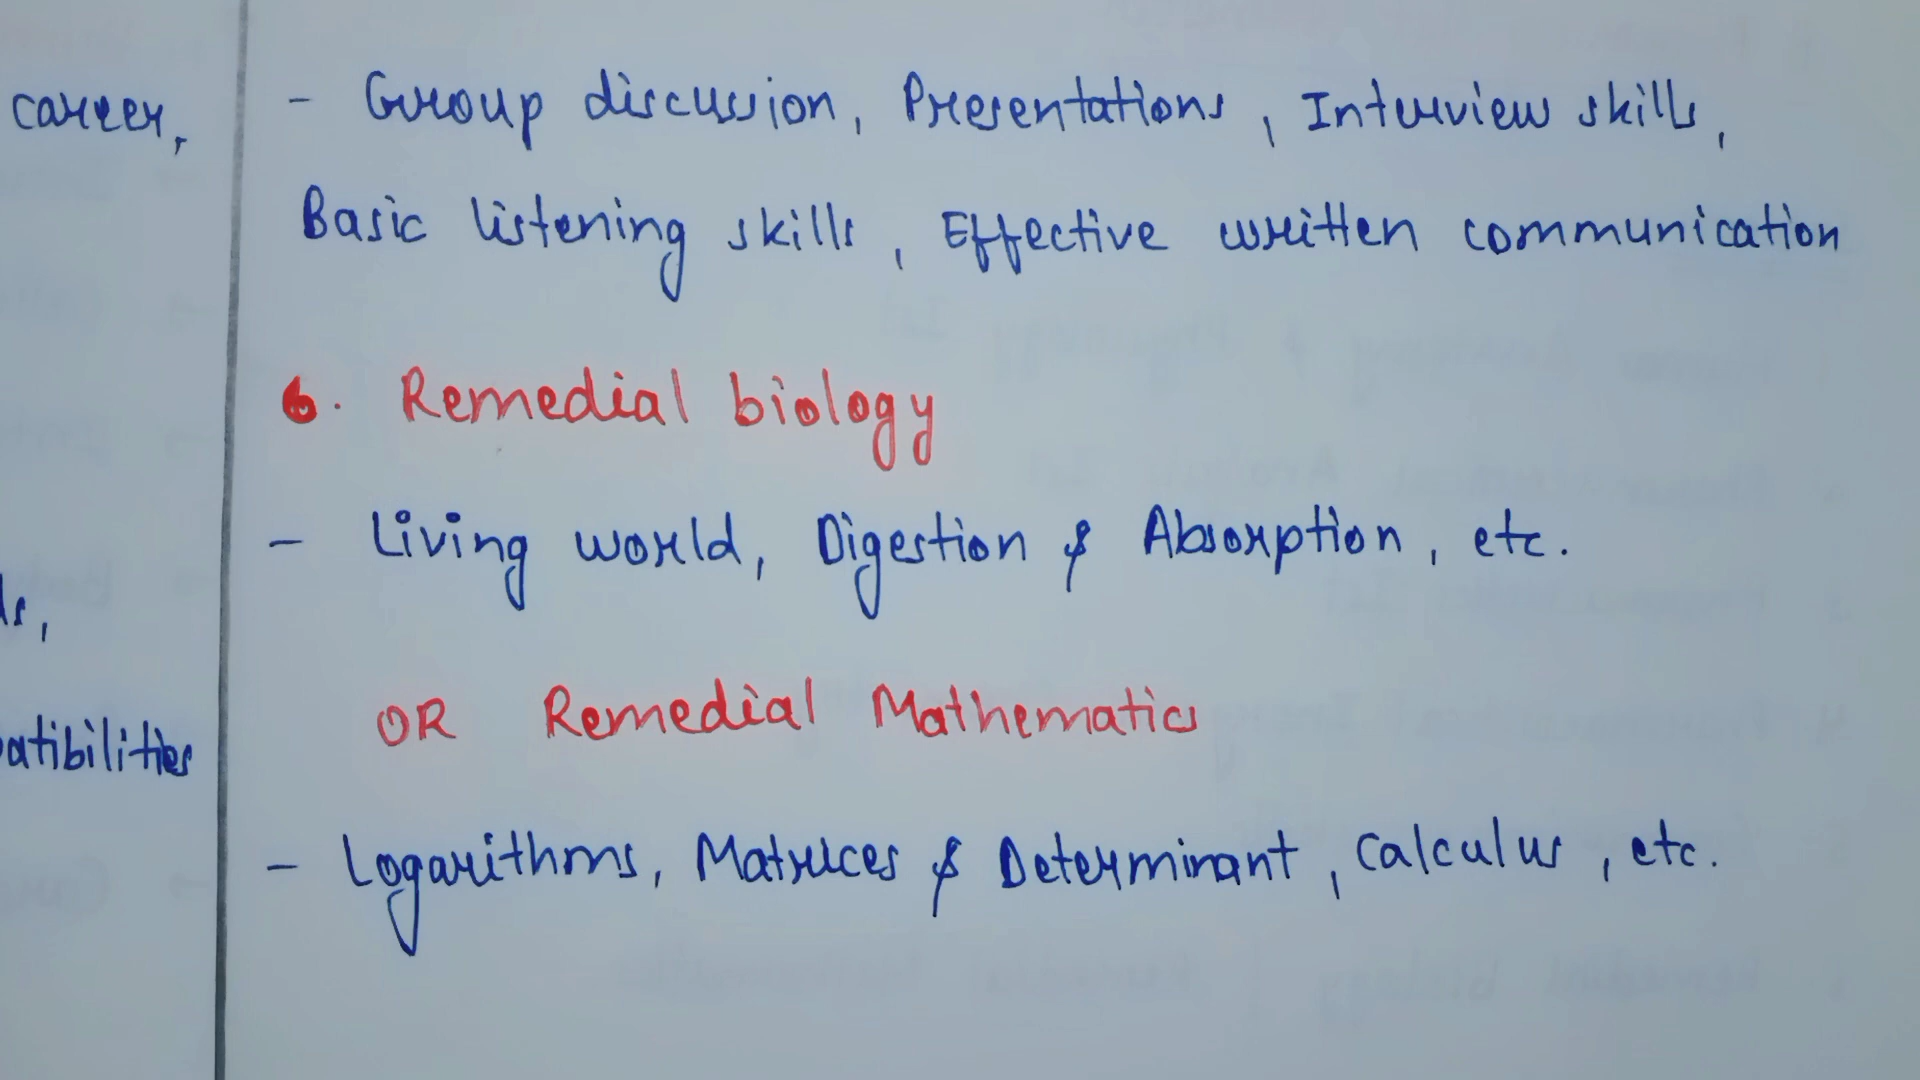 career,
ls,
atibilities
- Group discussion, Presentations, Interview skills,
Basic listening skills, Effective written communication
6. Remedial biology
- Living world, Digestion & Absorption, etc.
OR Remedial Mathematics
- Logarithms, Matrices & Determinant, Calculus, etc.